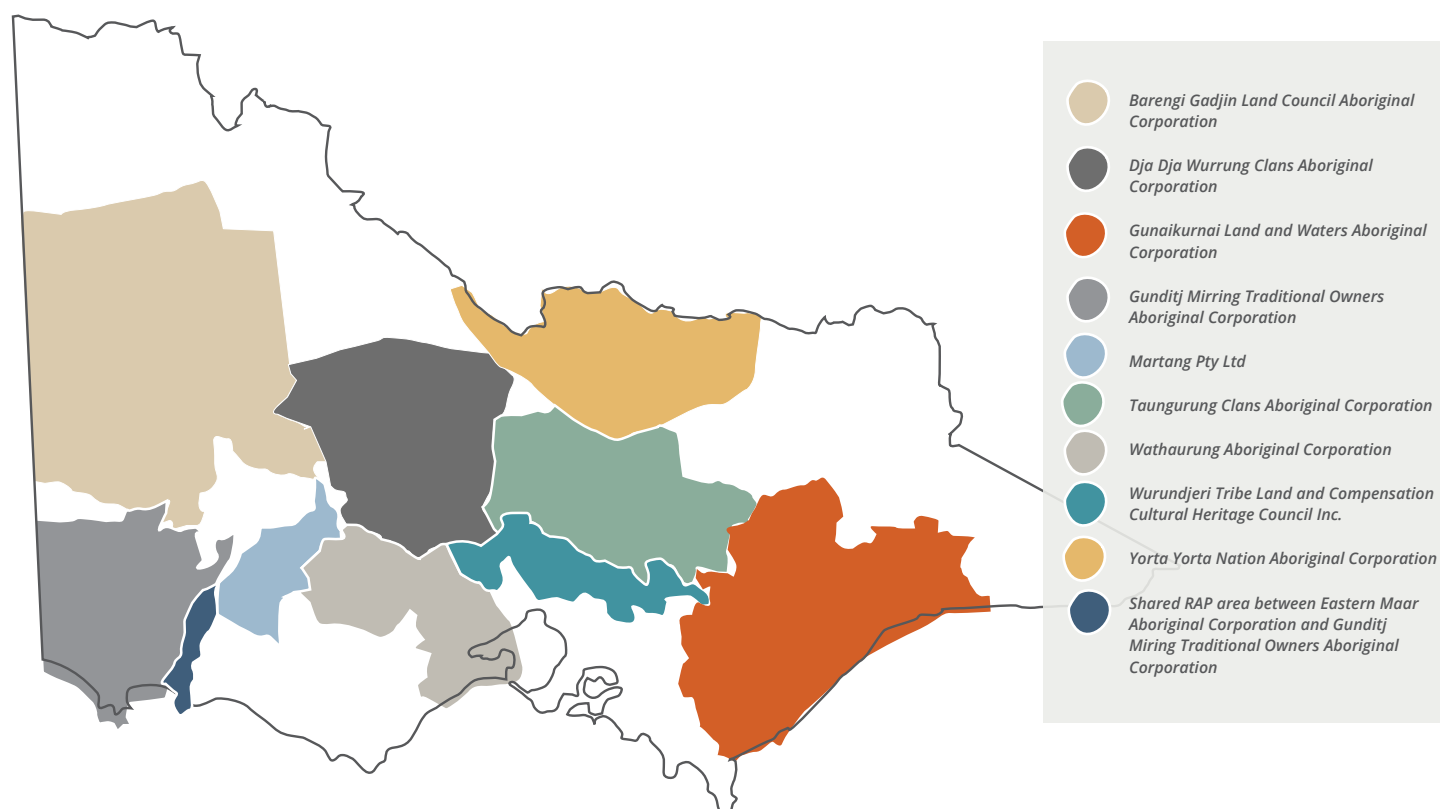 Barengi Gadjin Land Council Aboriginal
Corporation
Dja Dja Wurrung Clans Aboriginal
Corporation
Gunaikurnai Land and Waters Aboriginal
Corporation
Gunditj Mirring Traditional Owners
Aboriginal Corporation
Martang Pty Ltd
Taungurung Clans Aboriginal Corporation
Wathaurung Aboriginal Corporation
Wurundjeri Tribe Land and Compensation
Cultural Heritage Council Inc.
Yorta Yorta Nation Aboriginal Corporation
Shared RAP area between Eastern Maar
Aboriginal Corporation and Gunditj
Miring Traditional Owners Aboriginal
Corporation